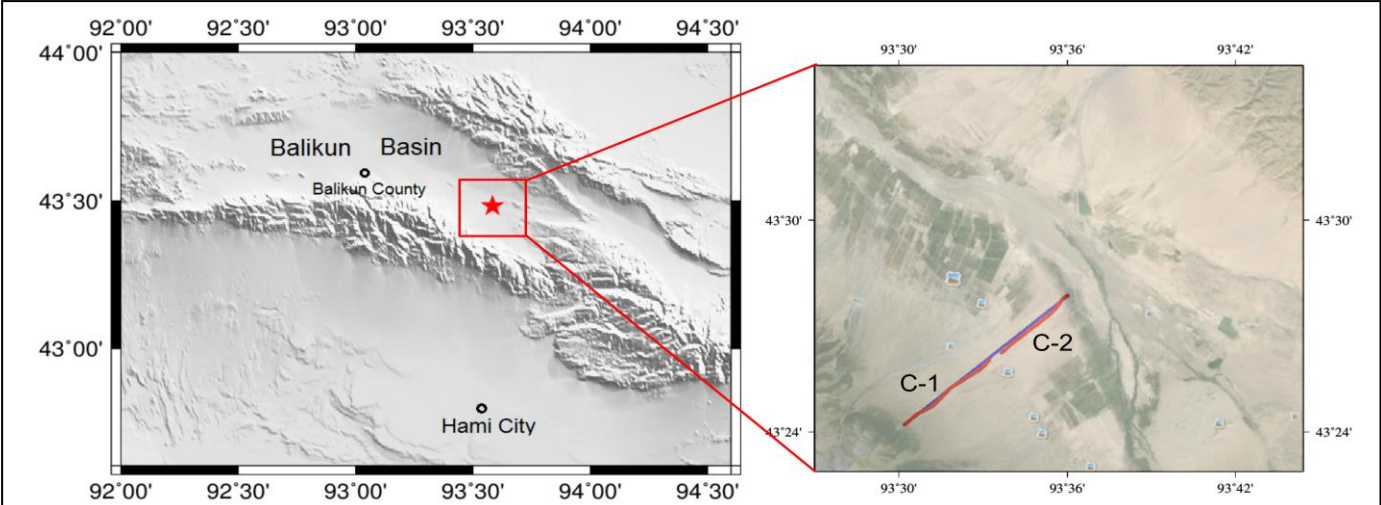 92˚00' 92˚30' 93˚00' 93˚30' 94˚00' 94˚30'
44˚00'
43˚30'
43˚00'
Balikun Basin
Balikun County
Hami City
92˚00' 92˚30' 93˚00' 93˚30' 94˚00' 94˚30'
93˚30' 93˚36' 93˚42'
43˚30' 43˚30'
C-2
C-1
43˚24' 43˚24'
93˚30' 93˚36' 93˚42'